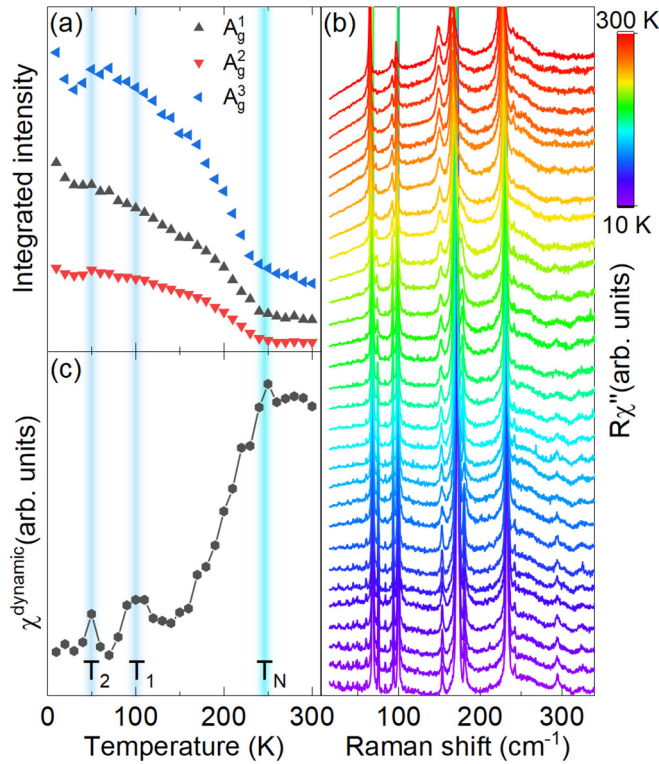 (a)
A_g^1
A_g^2
A_g^3
Integrated intensity
(b)
300 K
10 K
Rχ"(arb. units)
(c)
χ^dynamic(arb. units)
T_2 T_1 T_N
0 100 200 300
Temperature (K)
0 100 200 300
Raman shift (cm^-1)